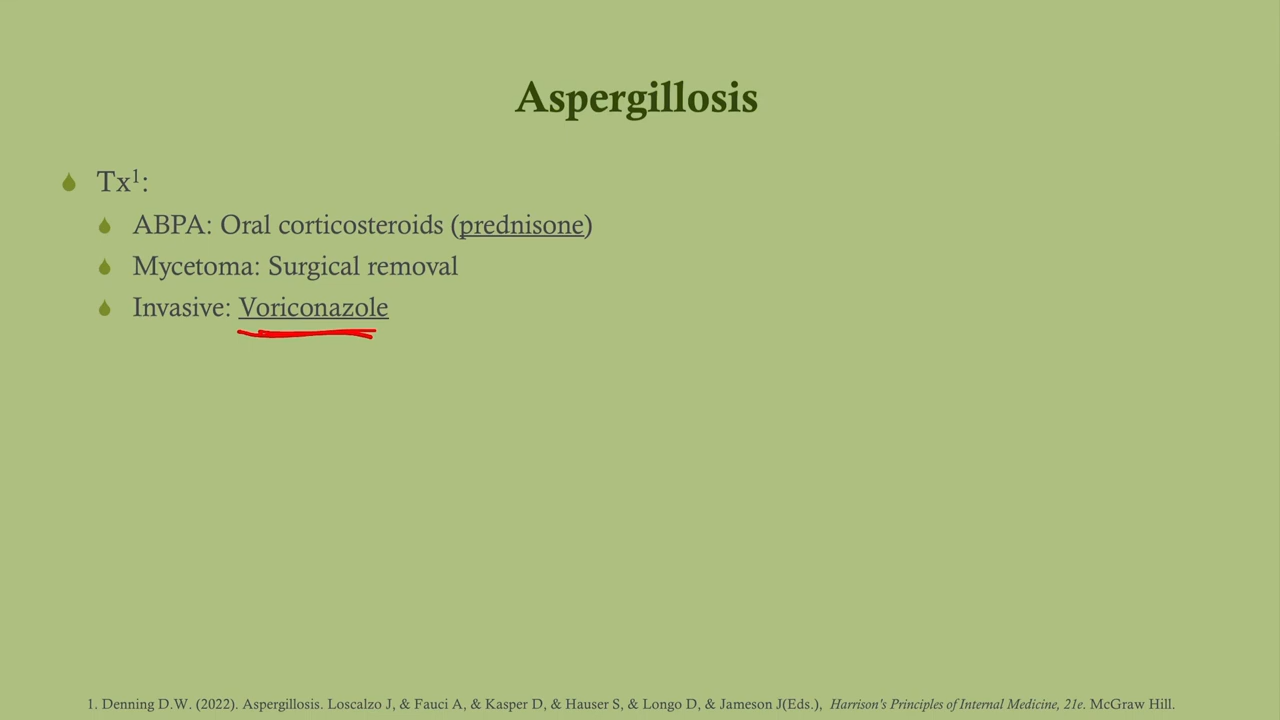 Aspergillosis
Tx¹:
ABPA: Oral corticosteroids (prednisone)
Mycetoma: Surgical removal
Invasive: Voriconazole
1. Denning D.W. (2022). Aspergillosis. Loscalzo J, & Fauci A, & Kasper D, & Hauser S, & Longo D, & Jameson J(Eds.), Harrison's Principles of Internal Medicine, 21e. McGraw Hill.